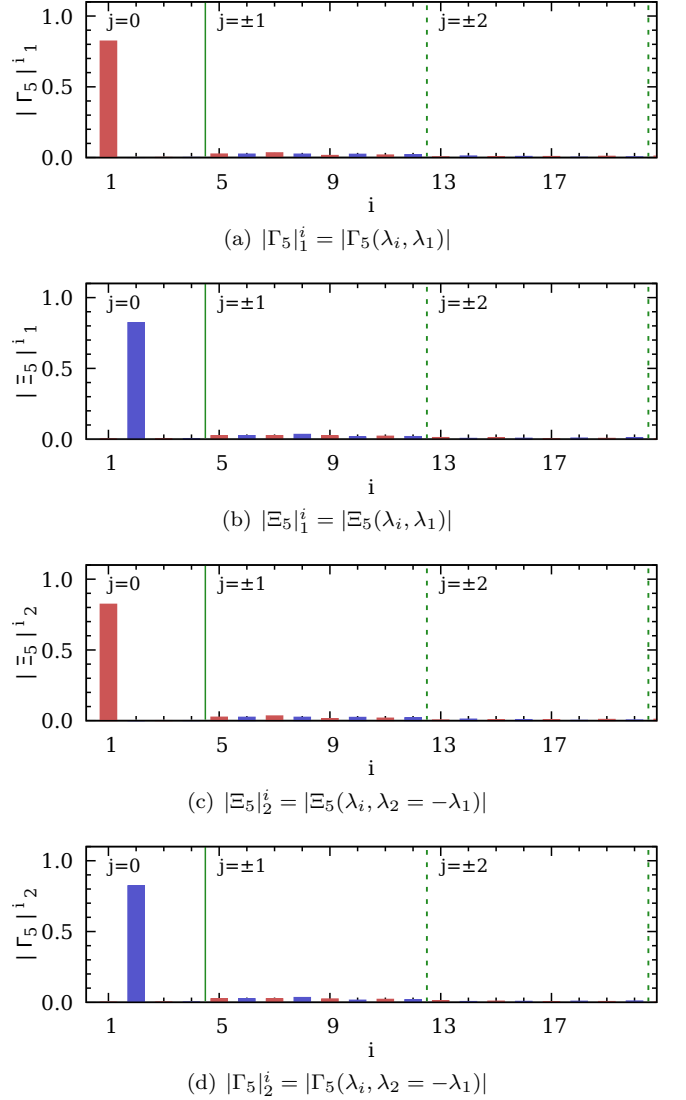 1.0
j=0 j=±1 j=±2
| Γ₅ |ⁱ₁
0.5
0.0
1 5 9 13 17
i
(a) |Γ₅|ⁱ₁ = |Γ₅(λᵢ, λ₁)|
1.0
j=0 j=±1 j=±2
| Ξ₅ |ⁱ₁
0.5
0.0
1 5 9 13 17
i
(b) |Ξ₅|ⁱ₁ = |Ξ₅(λᵢ, λ₁)|
1.0
j=0 j=±1 j=±2
| Ξ₅ |ⁱ₂
0.5
0.0
1 5 9 13 17
i
(c) |Ξ₅|ⁱ₂ = |Ξ₅(λᵢ, λ₂ = −λ₁)|
1.0
j=0 j=±1 j=±2
| Γ₅ |ⁱ₂
0.5
0.0
1 5 9 13 17
i
(d) |Γ₅|ⁱ₂ = |Γ₅(λᵢ, λ₂ = −λ₁)|